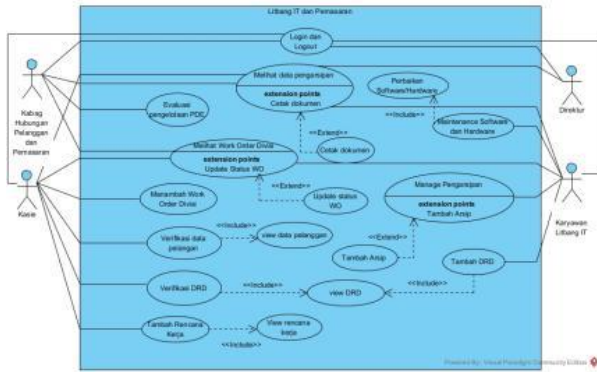 Litbang IT dan Pemasaran
Login dan
Logout
Melihat data pengarsipan
extension points
Cetak dokumen
Perbaikan
Software/Hardware
Kabag
Hubungan
Pelanggan
dan
Pemasaran
Evaluasi
pengelolaan PDE
<<Include>>
Maintenance Software
dan Hardware
Direktur
<<Extend>>
Cetak dokumen
Melihat Work Order Divisi
extension points
Update Status WO
Kasie
Menambah Work
Order Divisi
<<Extend>>
Update status
WO
Manage Pengarsipan
extension points
Tambah Arsip
Karyawan
Litbang IT
Verifikasi data
pelangan
<<Include>>
view data pelanggan
<<Extend>>
Tambah Arsip
Tambah DRD
Verifikasi DRD
<<Include>>
view DRD
<<Include>>
Tambah Rencana
Kerja
<<Include>>
View rencana
kerja
Powered By: Visual Paradigm Community Edition